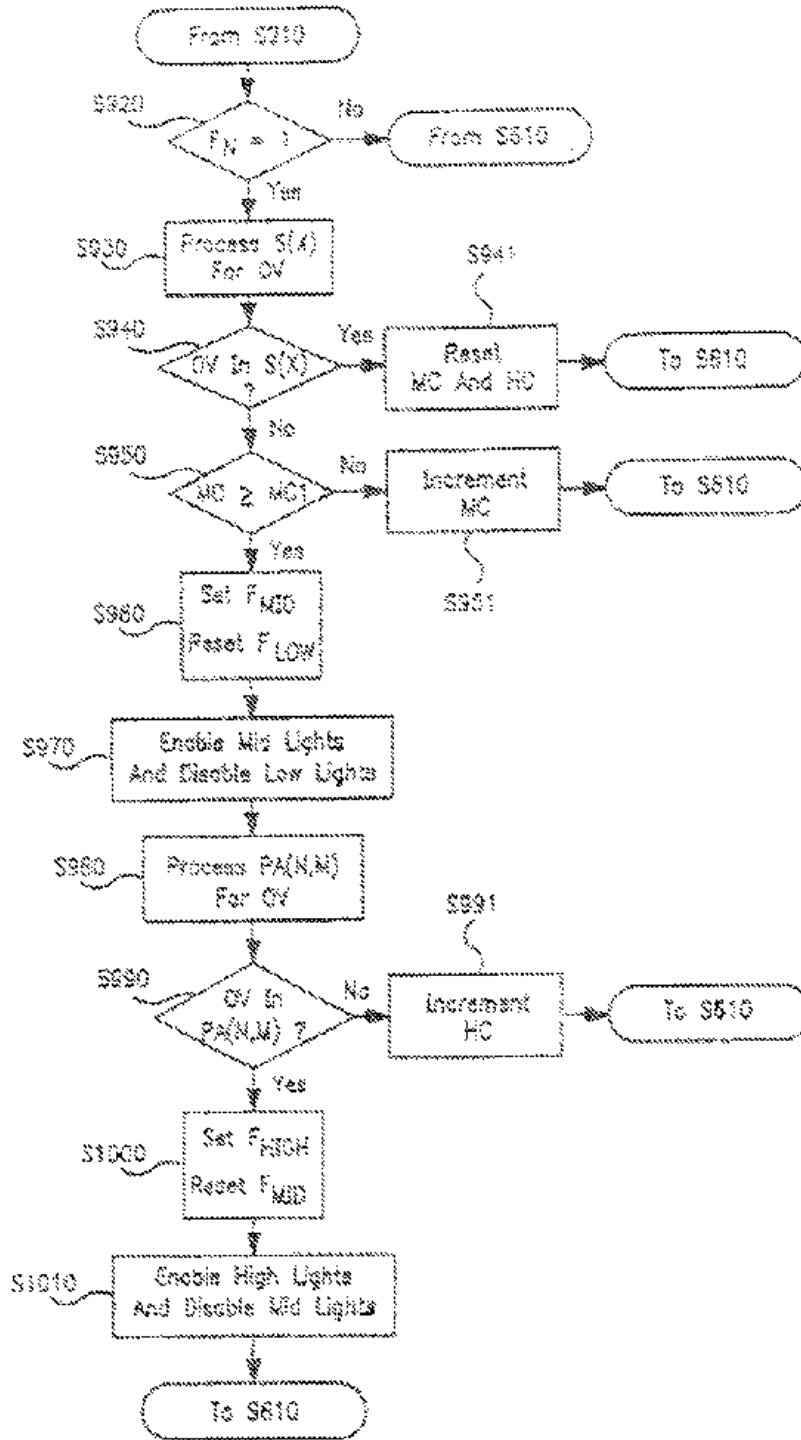 From S910
S920
F_N = 1
No
From S610
Yes
S930
Process S(X)
For OV
S940
OV In S(X)
?
Yes
S941
Reset
MC And HC
To S610
No
S950
MC ≥ MC1
No
Increment
MC
S951
To S610
Yes
S960
Set F_MID
Reset F_LOW
S970
Enable Mid Lights
And Disable Low Lights
S980
Process PA(N,M)
For OV
S990
OV In
PA(N,M) ?
No
S991
Increment
HC
To S610
Yes
S1000
Set F_HIGH
Reset F_MID
S1010
Enable High Lights
And Disable Mid Lights
To S610